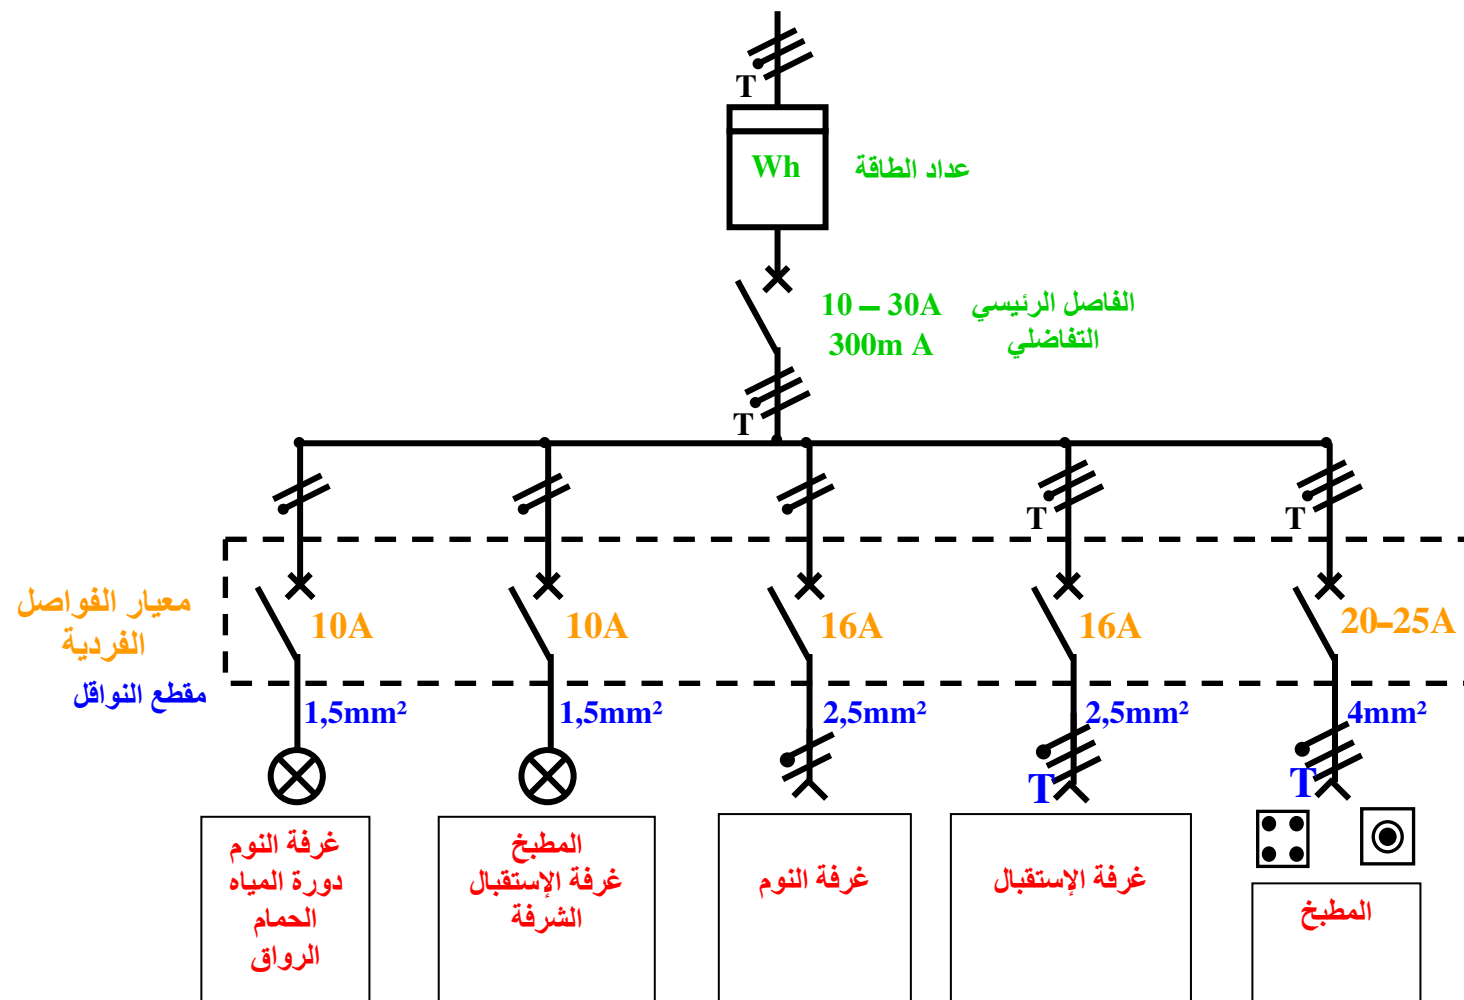 T
Wh
عداد الطاقة
10 – 30A الفاصل الرئيسي
300m A التفاضلي
T
T
T
معيار الفواصل
الفردية
10A
10A
16A
16A
20–25A
مقطع النواقل
1,5mm²
1,5mm²
2,5mm²
2,5mm²
4mm²
T
T
غرفة النوم
دورة المياه
الحمام
الرواق
المطبخ
غرفة الإستقبال
الشرفة
غرفة النوم
غرفة الإستقبال
المطبخ